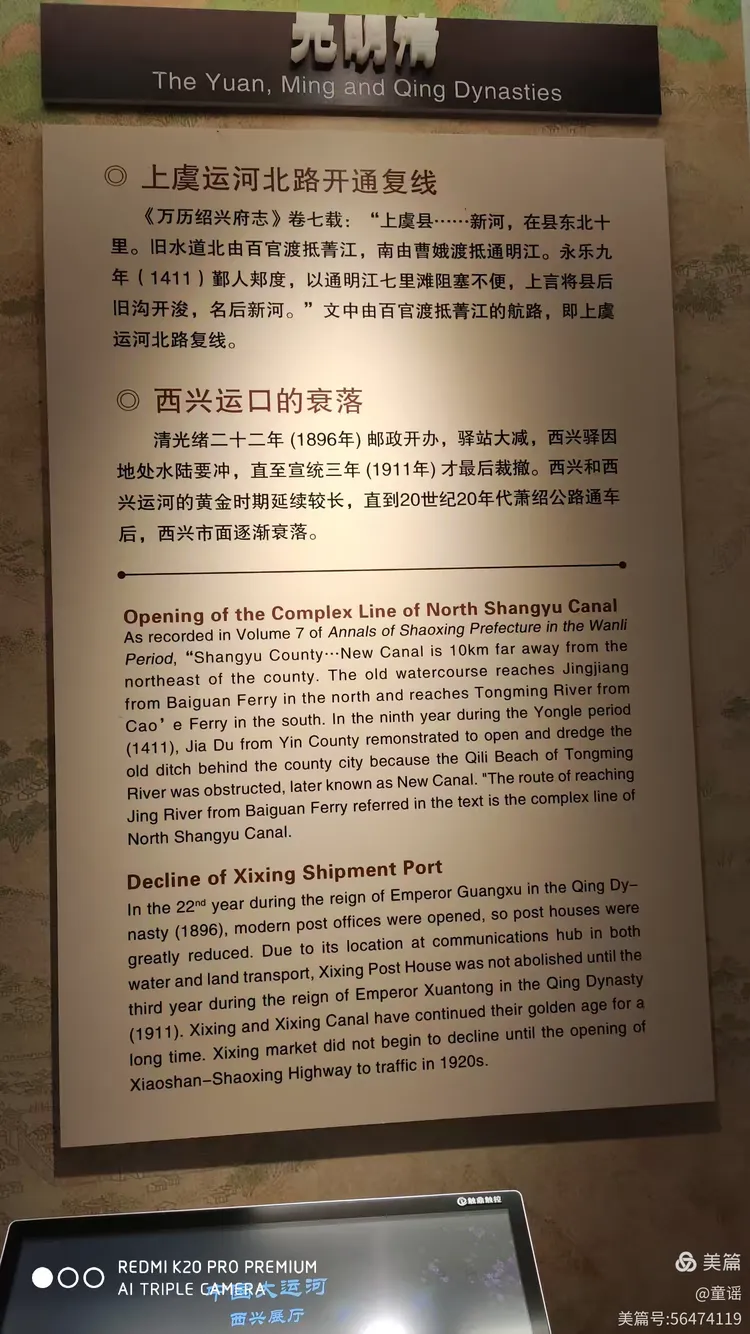 元明清
The Yuan, Ming and Qing Dynasties
◎ 上虞运河北路开通复线
《万历绍兴府志》卷七载：“上虞县……新河，在县东北十
里。旧水道北由百官渡抵菁江，南由曹娥渡抵通明江。永乐九
年（1411）鄞人郏度，以通明江七里滩阻塞不便，上言将县后
旧沟开浚，名后新河。”文中由百官渡抵菁江的航路，即上虞
运河北路复线。
◎ 西兴运口的衰落
清光绪二十二年 (1896年) 邮政开办，驿站大减，西兴驿因
地处水陆要冲，直至宣统三年 (1911年) 才最后裁撤。西兴和西
兴运河的黄金时期延续较长，直到20世纪20年代萧绍公路通车
后，西兴市面逐渐衰落。
Opening of the Complex Line of North Shangyu Canal
As recorded in Volume 7 of Annals of Shaoxing Prefecture in the Wanli
Period, “Shangyu County…New Canal is 10km far away from the
northeast of the county. The old watercourse reaches Jingjiang
from Baiguan Ferry in the north and reaches Tongming River from
Cao’e Ferry in the south. In the ninth year during the Yongle period
(1411), Jia Du from Yin County remonstrated to open and dredge the
old ditch behind the county city because the Qili Beach of Tongming
River was obstructed, later known as New Canal. "The route of reaching
Jing River from Baiguan Ferry referred in the text is the complex line of
North Shangyu Canal.
Decline of Xixing Shipment Port
In the 22nd year during the reign of Emperor Guangxu in the Qing Dy–
nasty (1896), modern post offices were opened, so post houses were
greatly reduced. Due to its location at communications hub in both
water and land transport, Xixing Post House was not abolished until the
third year during the reign of Emperor Xuantong in the Qing Dynasty
(1911). Xixing and Xixing Canal have continued their golden age for a
long time. Xixing market did not begin to decline until the opening of
Xiaoshan–Shaoxing Highway to traffic in 1920s.
触鼎触控
REDMI K20 PRO PREMIUM
AI TRIPLE CAMERA
中国大运河
西兴展厅
美篇
@童谣
美篇号:56474119